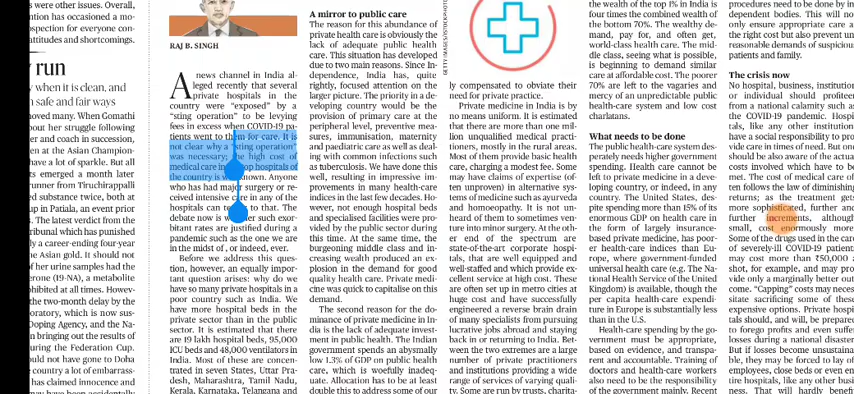 s were other issues. Overall,
tion has occasioned a mo-
spection for everyone con-
attitudes and shortcomings.
run
when it is clean, and
n safe and fair ways
noved many. When Gomathi
bout her struggle following
er and coach in succession,
en at the Asian Champion-
have a lot of sparkle. But all
ts emerged a month later
runner from Tiruchirappalli
d substance twice, both at
up in Patiala, an event prior
s. The latest verdict from the
ribunal which has punished
ly a career-ending four-year
he Asian gold. It should not
f her urine samples had the
erone (19-NA), a metabolite
ohibited at all times. Howev-
the two-month delay by the
oratory, which is now sus-
Doping Agency, and the Na-
n bringing out the results of
during the Federation Cup.
uld not have gone to Doha
country a lot of embarrass-
has claimed innocence and
RAJ B. SINGH
A news channel in India al-
leged recently that several
private hospitals in the
country were “exposed” by a
“sting operation” to be levying
fees in excess when COVID-19 pa-
tients went to them for care. It is
not clear why a “sting operation”
was necessary; the high cost of
medical care in top hospitals of
the country is known. Anyone
who has had major surgery or re-
ceived intensive care in any of the
hospitals can to that. The
debate now is such exor-
bitant rates are justified during a
pandemic such as the one we are
in the midst of , or indeed, ever.
Before we address this ques-
tion, however, an equally impor-
tant question arises: why do we
have so many private hospitals in a
poor country such as India. We
have more hospital beds in the
private sector than in the public
sector. It is estimated that there
are 19 lakh hospital beds, 95,000
ICU beds and 48,000 ventilators in
India. Most of these are concen-
trated in seven States, Uttar Pra-
desh, Maharashtra, Tamil Nadu,
Kerala, Karnataka, Telangana and
A mirror to public care
The reason for this abundance of
private health care is obviously the
lack of adequate public health
care. This situation has developed
due to two main reasons. Since In-
dependence, India has, quite
rightly, focused attention on the
larger picture. The priority in a de-
veloping country would be the
provision of primary care at the
peripheral level, preventive mea-
sures, immunisation, maternity
and paediatric care as well as deal-
ing with common infections such
as tuberculosis. We have done this
well, resulting in impressive im-
provements in many health-care
indices in the last few decades. Ho-
wever, not enough hospital beds
and specialised facilities were pro-
vided by the public sector during
this time. At the same time, the
burgeoning middle class and in-
creasing wealth produced an ex-
plosion in the demand for good
quality health care. Private medi-
cine was quick to capitalise on this
demand.
The second reason for the do-
minance of private medicine in In-
dia is the lack of adequate invest-
ment in public health. The Indian
government spends an abysmally
low 1.3% of GDP on public health
care, which is woefully inadeq-
uate. Allocation has to be at least
double this to address some of our
GETTY IMAGES/ISTOCKPHOTO
ly compensated to obviate their
need for private practice.
Private medicine in India is by
no means uniform. It is estimated
that there are more than one mil-
lion unqualified medical practi-
tioners, mostly in the rural areas.
Most of them provide basic health
care, charging a modest fee. Some
may have claims of expertise (of-
ten unproven) in alternative sys-
tems of medicine such as ayurveda
and homeopathy. It is not un-
heard of them to sometimes ven-
ture into minor surgery. At the oth-
er end of the spectrum are
state-of-the-art corporate hospi-
tals, that are well equipped and
well-staffed and which provide ex-
cellent service at high cost. These
are often set up in metro cities at
huge cost and have successfully
engineered a reverse brain drain
of many specialists from pursuing
lucrative jobs abroad and staying
back in or returning to India. Bet-
ween the two extremes are a large
number of private practitioners
and institutions providing a wide
range of services of varying quali-
ty. Some are run by trusts, charita-
the wealth of the top 1% in India is
four times the combined wealth of
the bottom 70%. The wealthy de-
mand, pay for, and often get,
world-class health care. The mid-
dle class, seeing what is possible,
is beginning to demand similar
care at affordable cost. The poorer
70% are left to the vagaries and
mercy of an unpredictable public
health-care system and low cost
charlatans.
What needs to be done
The public health-care system des-
perately needs higher government
spending. Health care cannot be
left to private medicine in a devel-
oping country, or indeed, in any
country. The United States, des-
pite spending more than 15% of its
enormous GDP on health care in
the form of largely insurance-
based private medicine, has poor-
er health-care indices than Eu-
rope, where government-funded
universal health care (e.g. The Na-
tional Health Service of the United
Kingdom) is available, though the
per capita health-care expendi-
ture in Europe is substantially less
than in the U.S.
Health-care spending by the go-
vernment must be appropriate,
based on evidence, and transpa-
rent and accountable. Training of
doctors and health-care workers
also need to be the responsibility
of the government mainly. Recent
procedures need to be done by in-
dependent bodies. This will no
only ensure appropriate care a
the right cost but also prevent un
reasonable demands of suspiciou
patients and family.
The crisis now
No hospital, business, institution
or individual should profiteer
from a national calamity such as
the COVID-19 pandemic. Hospi
tals, like any other institution
have a social responsibility to pro
vide care in times of need. But one
should also be aware of the actua
costs involved which have to be
met. The cost of medical care of
ten follows the law of diminishing
returns; as the treatment gets
more sophisticated, further and
further increments, although
small, cost enormously more.
Some of the drugs used in the care
of severely-ill COVID-19 patient
may cost more than ₹50,000 a
shot, for example, and may pro
vide only a marginally better out
come. “Capping” costs may neces
sitate sacrificing some of these
expensive options. Private hospi
tals should, and will, be prepared
to forego profits and even suffer
losses during a national disaster.
But if losses become unsustaina
ble, they may be forced to lay of
employees, close beds or even en
tire hospitals, like any other busi
ness. That will hardly benefit